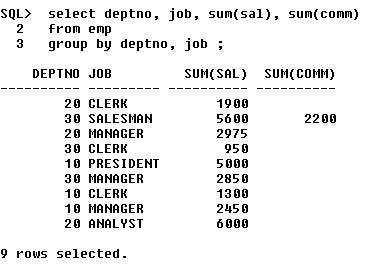 SQL> select deptno, job, sum(sal), sum(comm)
2 from emp
3 group by deptno, job ;
DEPTNO JOB SUM(SAL) SUM(COMM)
---------- --------- ---------- ----------
20 CLERK 1900
30 SALESMAN 5600 2200
20 MANAGER 2975
30 CLERK 950
10 PRESIDENT 5000
30 MANAGER 2850
10 CLERK 1300
10 MANAGER 2450
20 ANALYST 6000
9 rows selected.